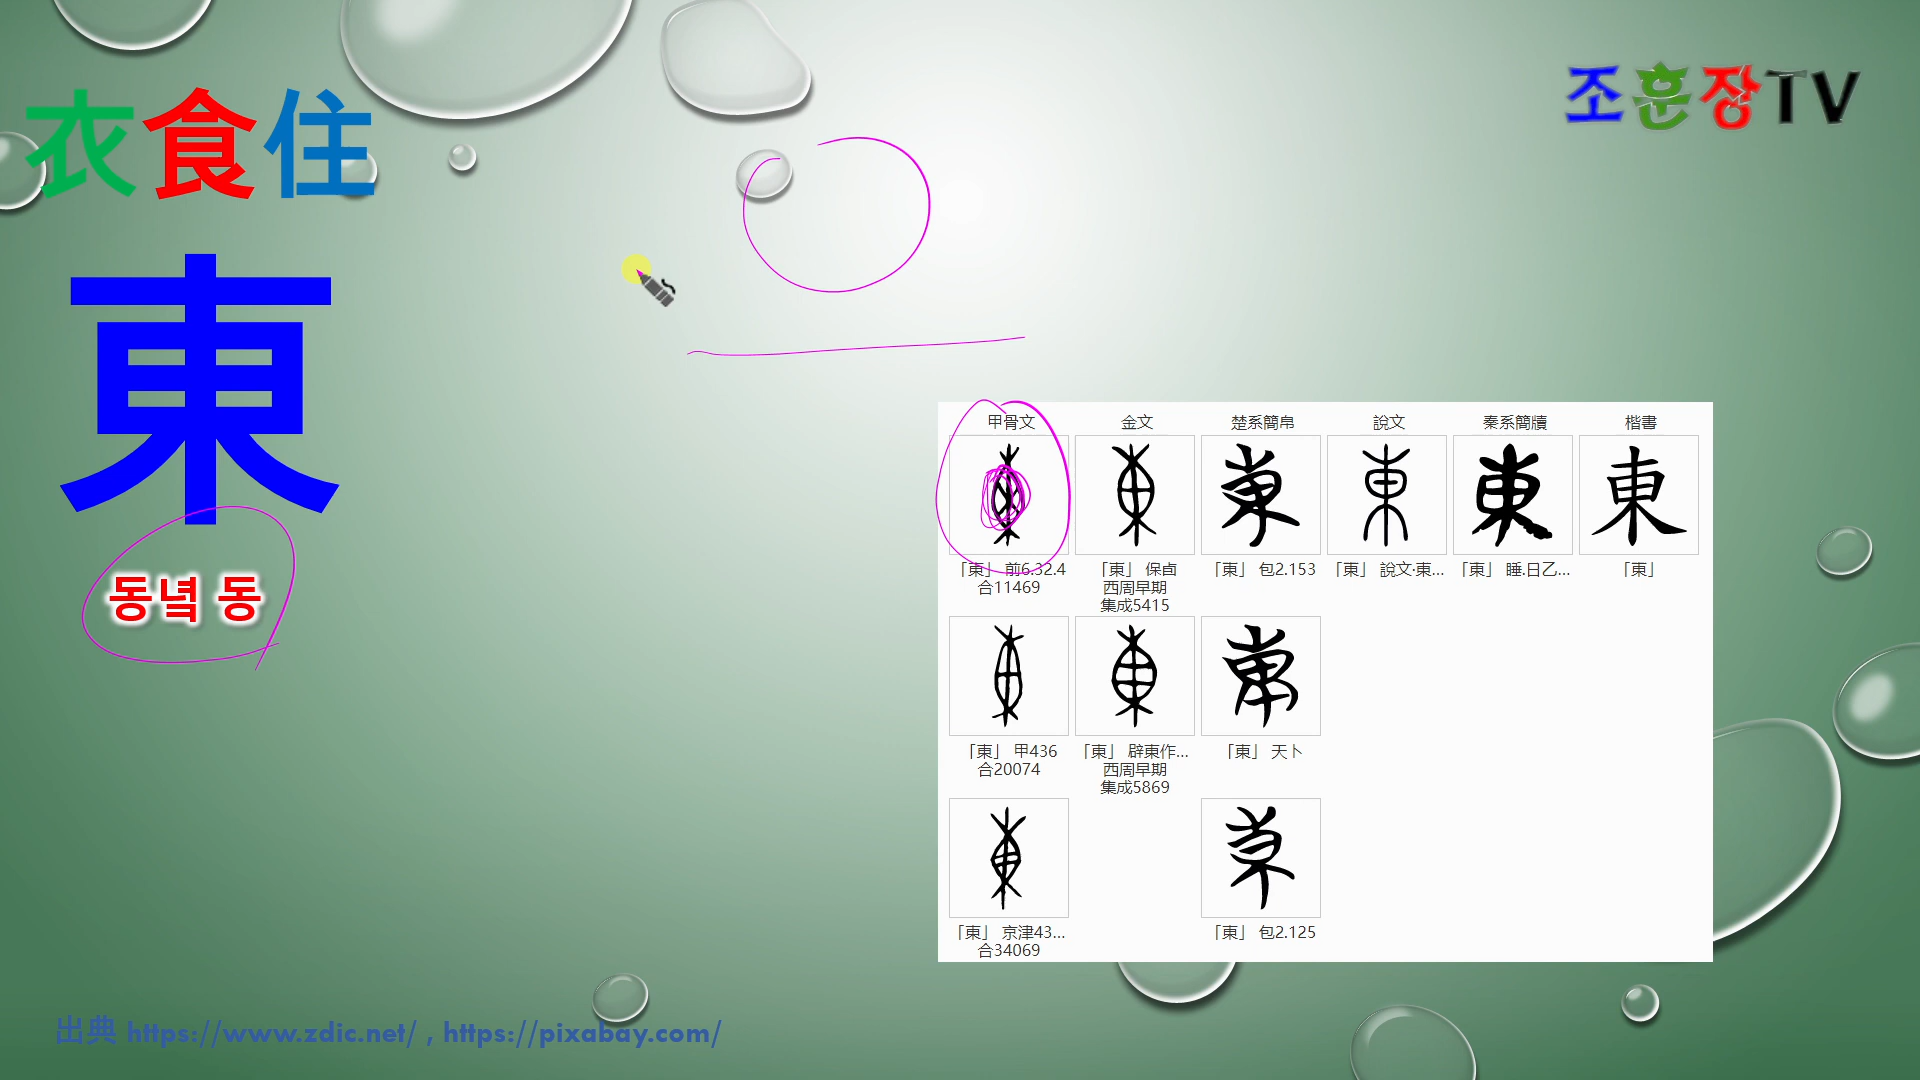 衣食住
조훈장TV
東
동녘 동
甲骨文 金文 楚系簡帛 說文 秦系簡牘 楷書
「東」 前6.32.4
合11469
「東」 保卣
西周早期
集成5415
「東」 包2.153
「東」 說文·東...
「東」 睡.日乙...
「東」
「東」 甲436
合20074
「東」 辟東作...
西周早期
集成5869
「東」 天卜
「東」 京津43...
合34069
「東」 包2.125
出典 https://www.zdic.net/ , https://pixabay.com/